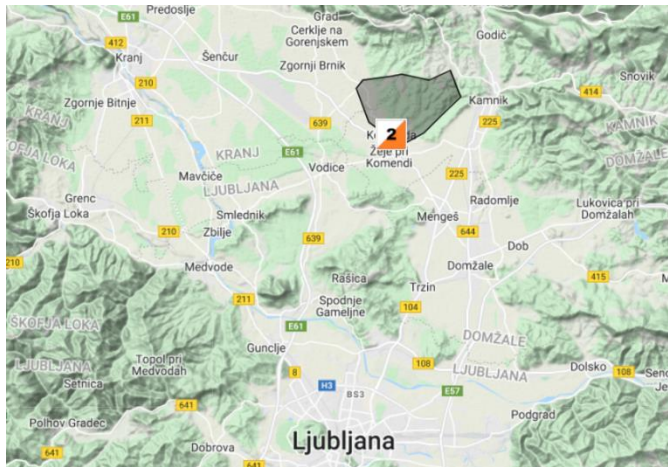 Predoslje
Grad
E61
Cerklje na
Gorenjskem
Godič
412
Kranj
Šenčur
Zgornji Brnik
Snovik
210
414
Zgornje Bitnje
Kamnik
211
639
225
KRANJ
KAMNIK
ŠKOFJA LOKA
KRANJ
E61
2
Žeje pri
Komendi
DOMŽALE
Vodice
Mavčiče
LJUBLJANA
225
Grenc
Radomlje
Lukovica pri
Domžalah
Škofja Loka
Smlednik
Mengeš
210
Zbilje
639
644
Dob
210
Medvode
Domžale
415
Rašica
211
Trzin
Spodnje
Gameljne
104
ŠKOFJA LOKA
E61
DOMŽALE
Gunclje
LJUBLJANA
Topol pri
Medvodah
108
LJUBLJANA
Dolsko
108
8
Setnica
H3
BS3
E57
641
Podgrad
Polhov Gradec
Ljubljana
Dobrova
641
641